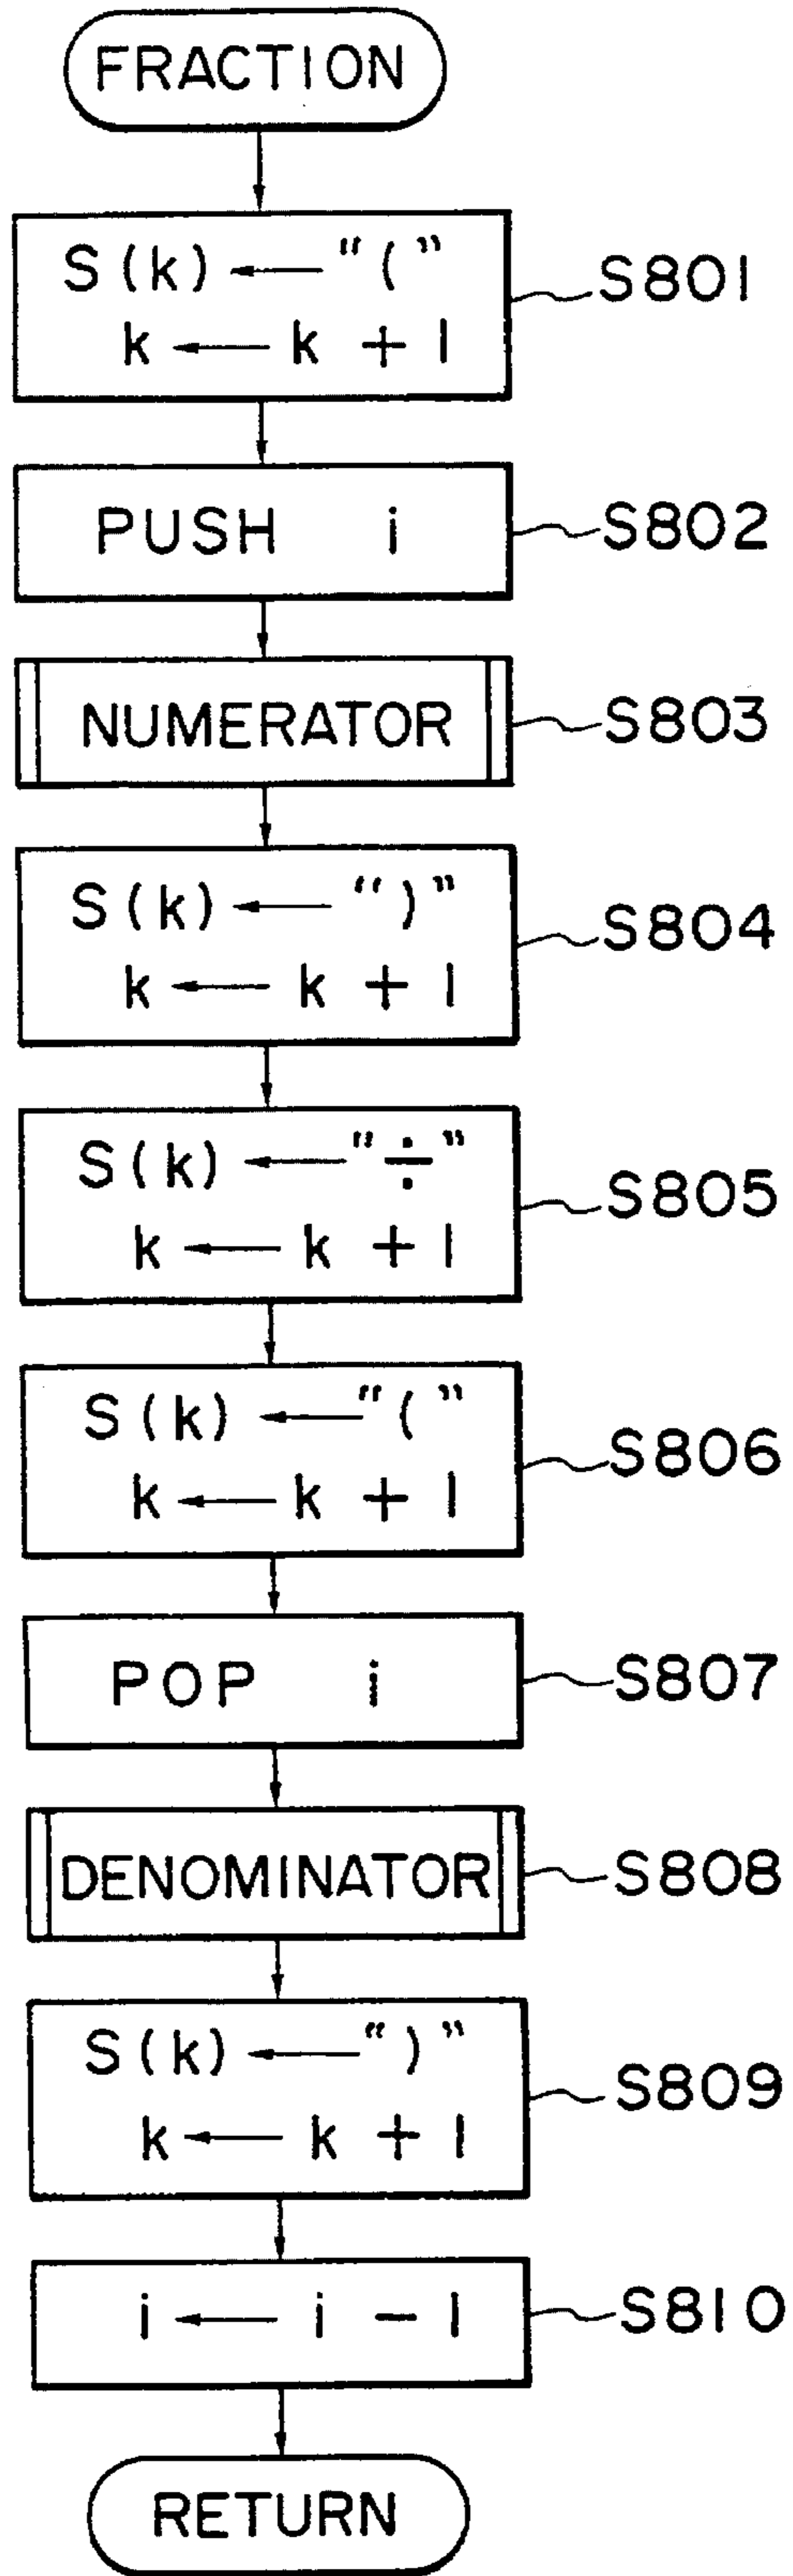 FRACTION
S(k) ← “(”
k ← k + 1
S801
PUSH i
S802
NUMERATOR
S803
S(k) ← “)”
k ← k + 1
S804
S(k) ← “÷”
k ← k + 1
S805
S(k) ← “(”
k ← k + 1
S806
POP i
S807
DENOMINATOR
S808
S(k) ← “)”
k ← k + 1
S809
i ← i - 1
S810
RETURN